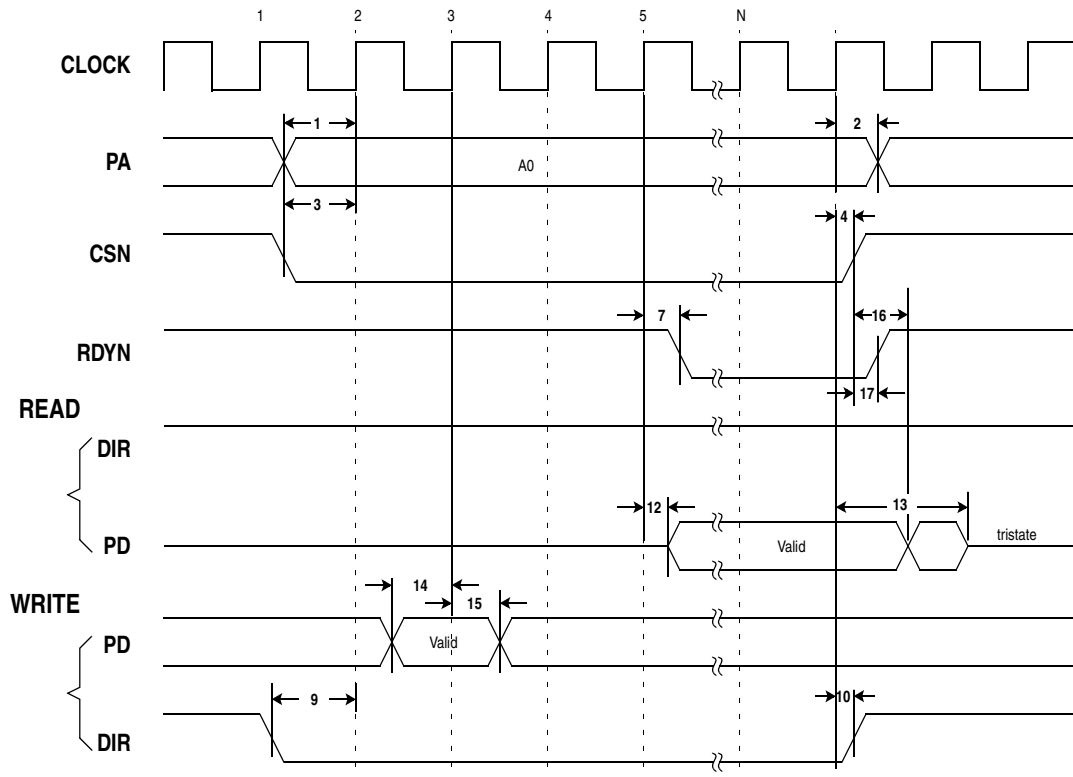 1 2 3 4 5 N
CLOCK
1 2
PA A0
3 4
CSN
7 16
RDYN
17
READ
DIR
12 13
PD Valid tristate
14
WRITE 15
PD Valid
9 10
DIR